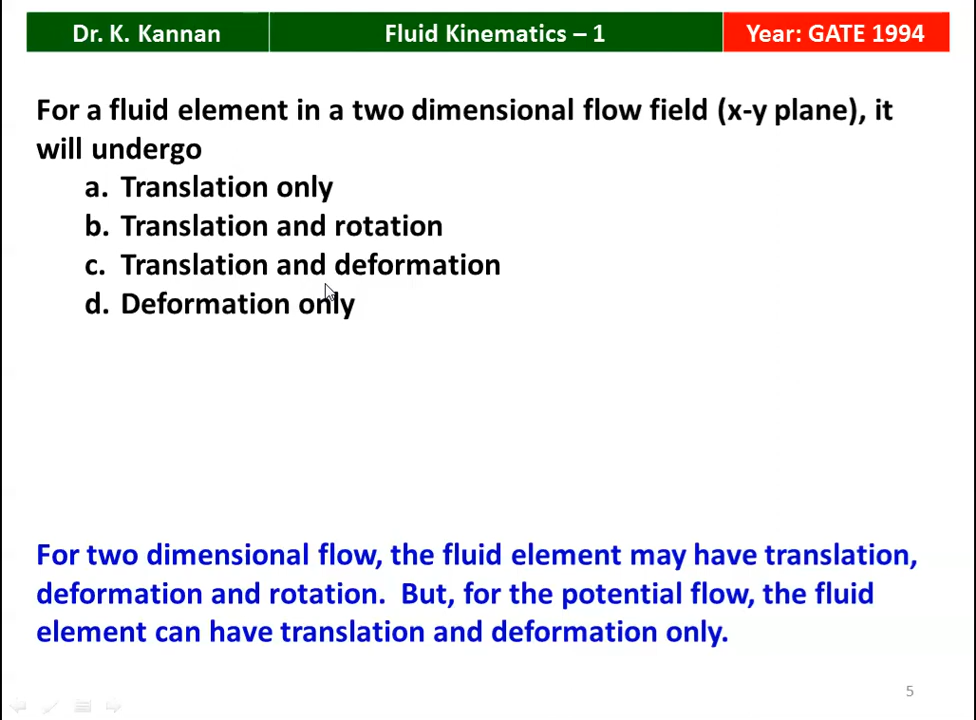 Dr. K. Kannan Fluid Kinematics – 1 Year: GATE 1994
For a fluid element in a two dimensional flow field (x-y plane), it
will undergo
a. Translation only
b. Translation and rotation
c. Translation and deformation
d. Deformation only
For two dimensional flow, the fluid element may have translation,
deformation and rotation. But, for the potential flow, the fluid
element can have translation and deformation only.
5